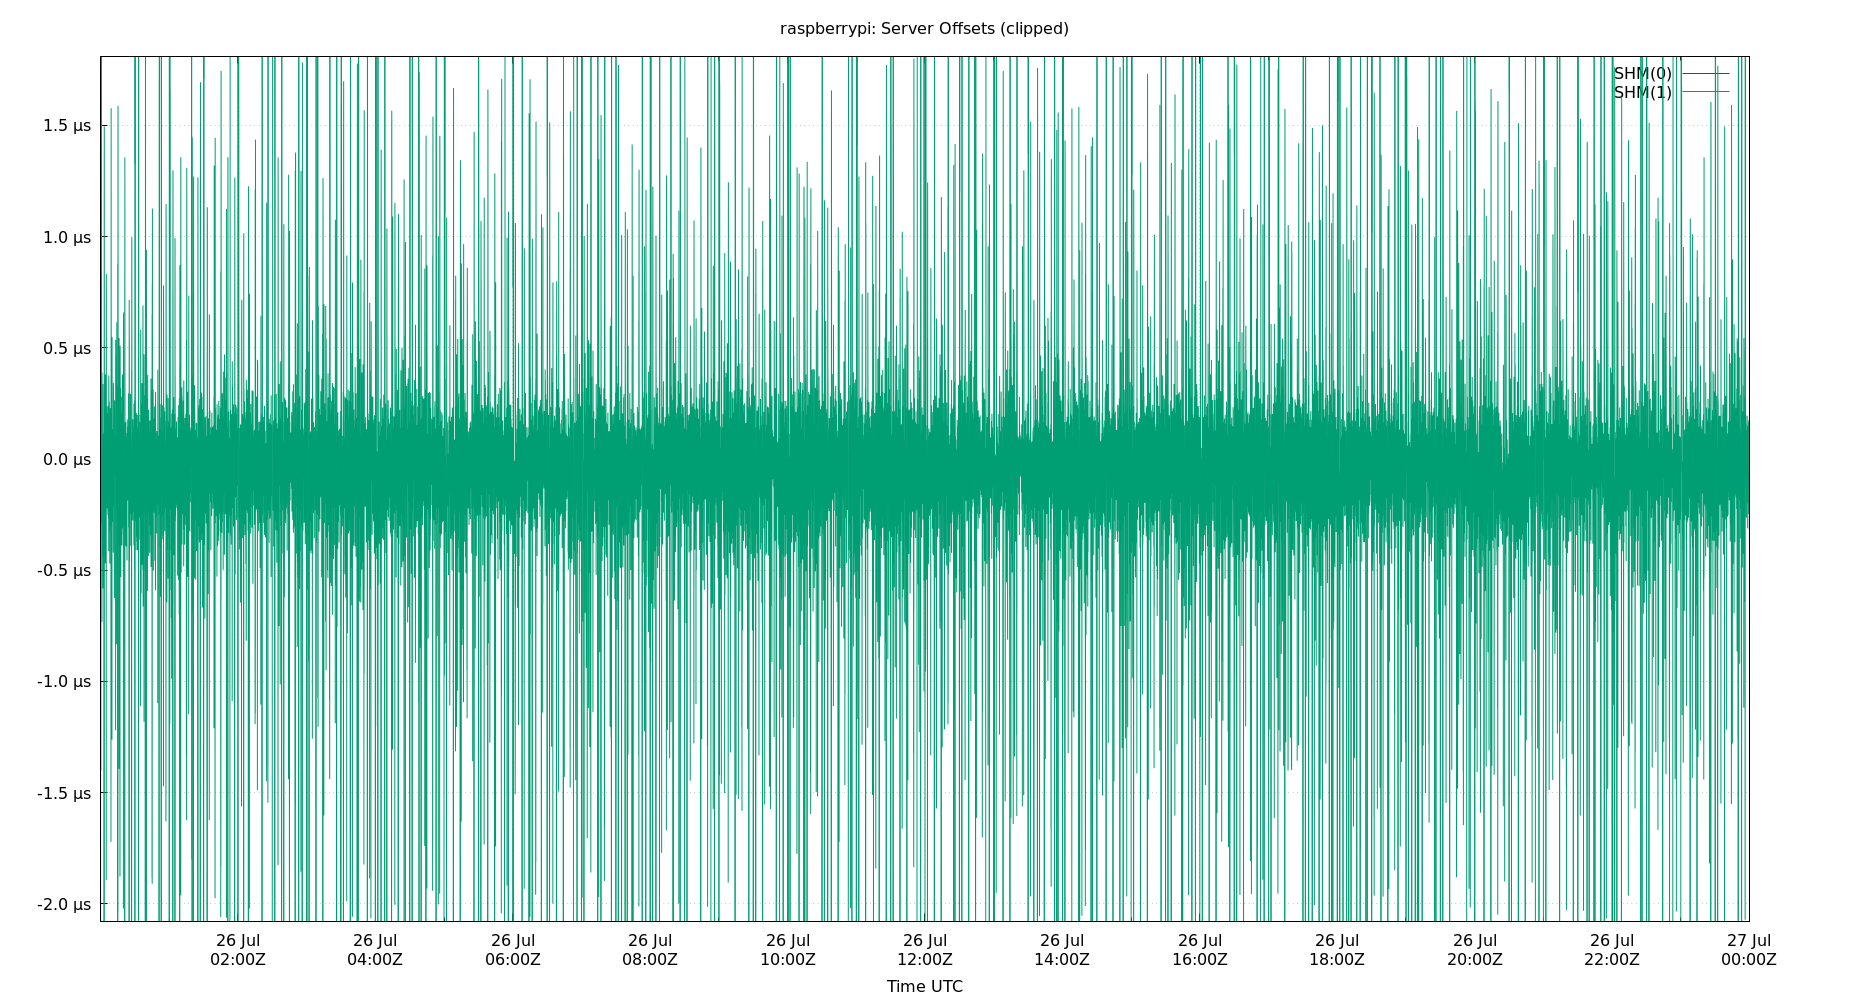 raspberrypi: Server Offsets (clipped)
SHM(0)
SHM(1)
1.5 µs
1.0 µs
0.5 µs
0.0 µs
-0.5 µs
-1.0 µs
-1.5 µs
-2.0 µs
26 Jul 26 Jul 26 Jul 26 Jul 26 Jul 26 Jul 26 Jul 26 Jul 26 Jul 26 Jul 26 Jul 27 Jul
02:00Z 04:00Z 06:00Z 08:00Z 10:00Z 12:00Z 14:00Z 16:00Z 18:00Z 20:00Z 22:00Z 00:00Z
Time UTC